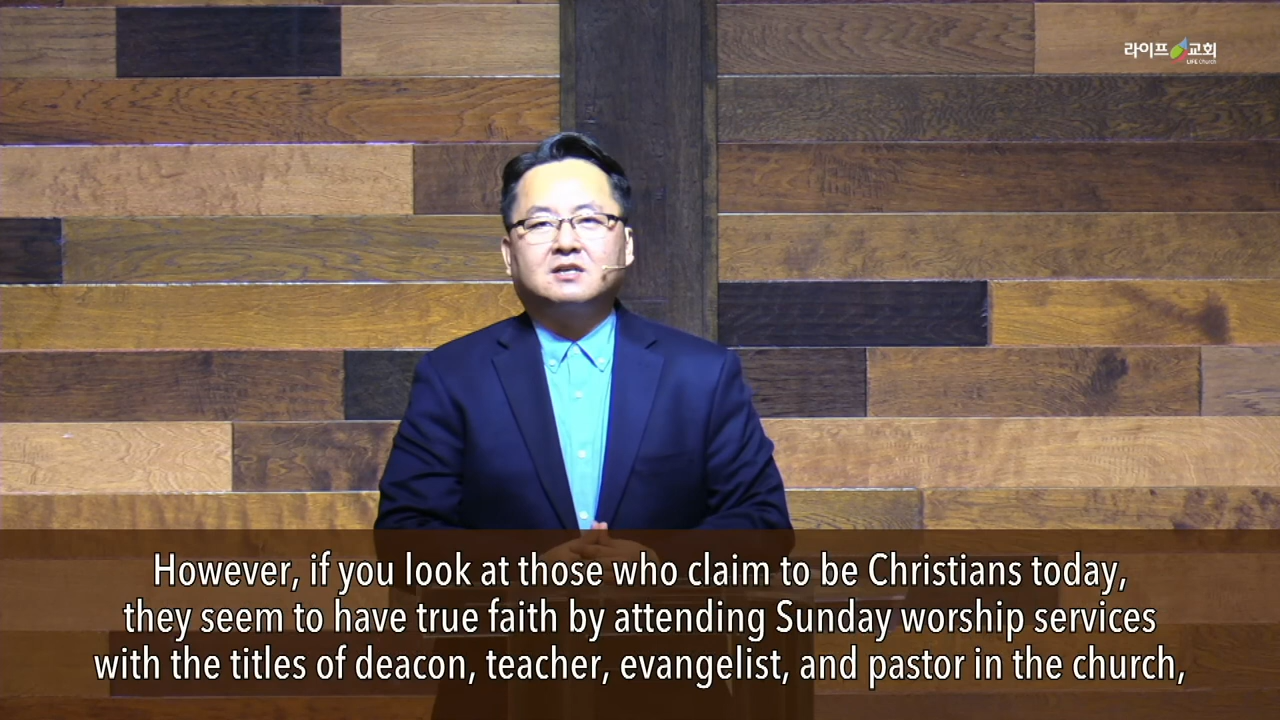 라이프 교회
LIFE Church
However, if you look at those who claim to be Christians today,
they seem to have true faith by attending Sunday worship services
with the titles of deacon, teacher, evangelist, and pastor in the church,